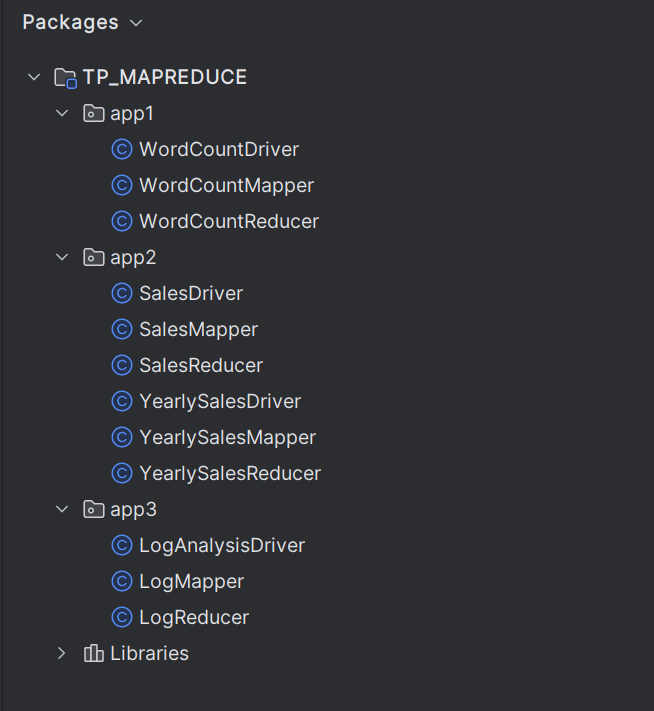 Packages
TP_MAPREDUCE
app1
WordCountDriver
WordCountMapper
WordCountReducer
app2
SalesDriver
SalesMapper
SalesReducer
YearlySalesDriver
YearlySalesMapper
YearlySalesReducer
app3
LogAnalysisDriver
LogMapper
LogReducer
Libraries